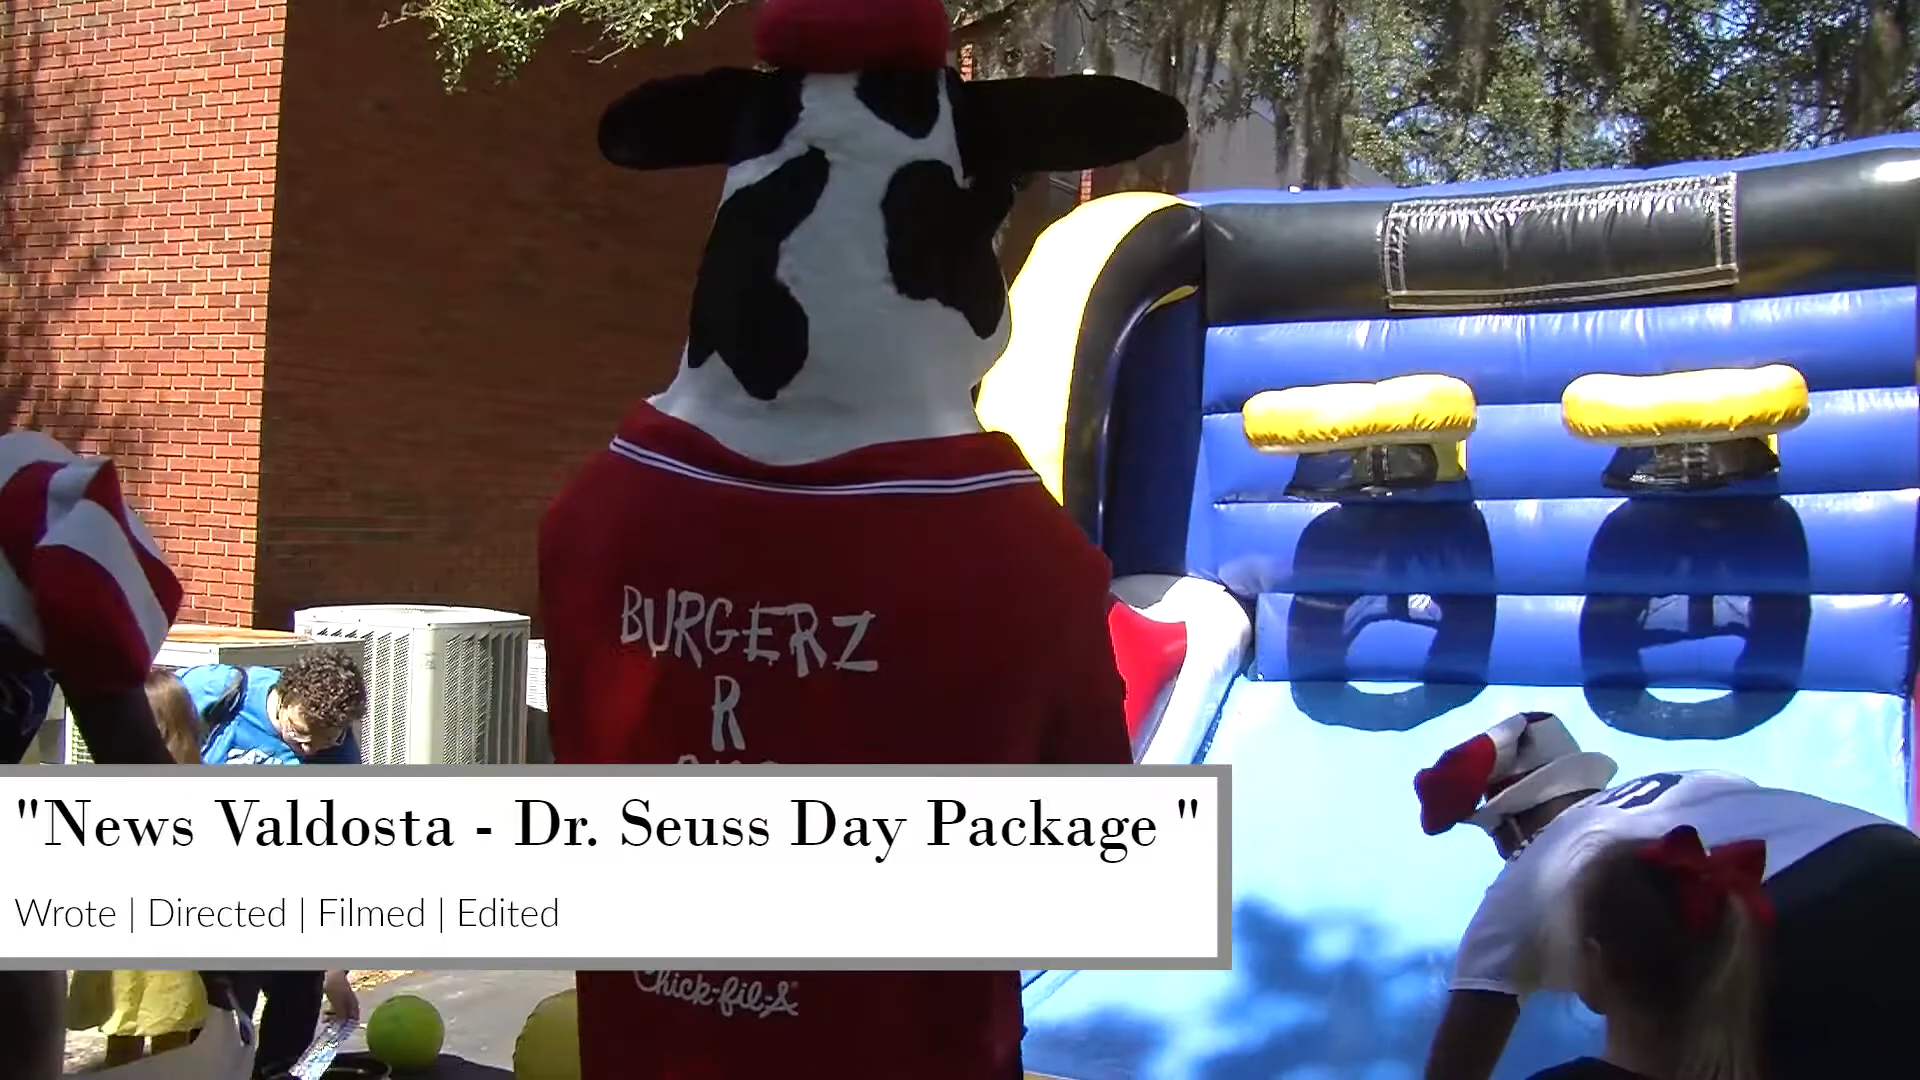 BURGERZ
R
"News Valdosta - Dr. Seuss Day Package "
Wrote | Directed | Filmed | Edited
Chick-fil-A